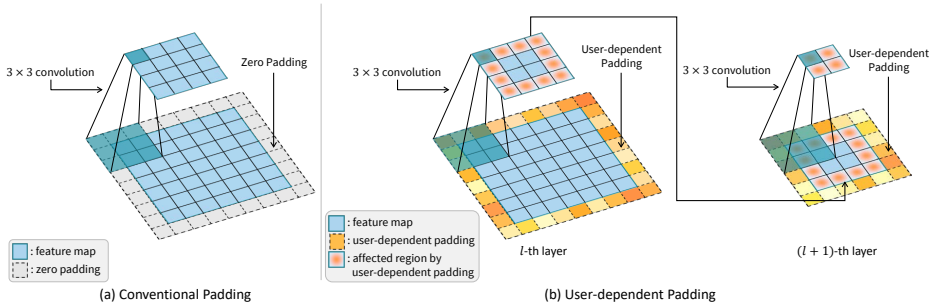 3 × 3 convolution
Zero Padding
: feature map
: zero padding
(a) Conventional Padding
3 × 3 convolution
User-dependent
Padding
: feature map
: user-dependent padding
: affected region by
user-dependent padding
l-th layer
3 × 3 convolution
User-dependent
Padding
(l + 1)-th layer
(b) User-dependent Padding